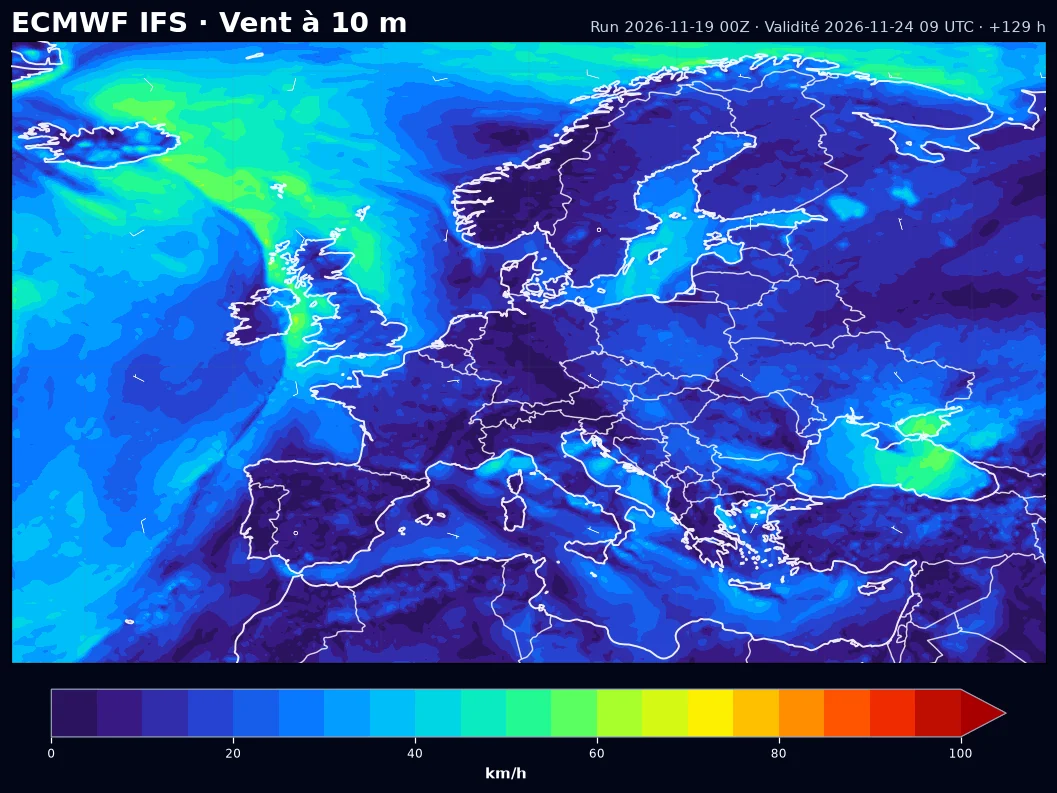 ECMWF IFS · Vent à 10 m
Run 2026-11-19 00Z · Validité 2026-11-24 09 UTC · +129 h
0 20 40 60 80 100
km/h